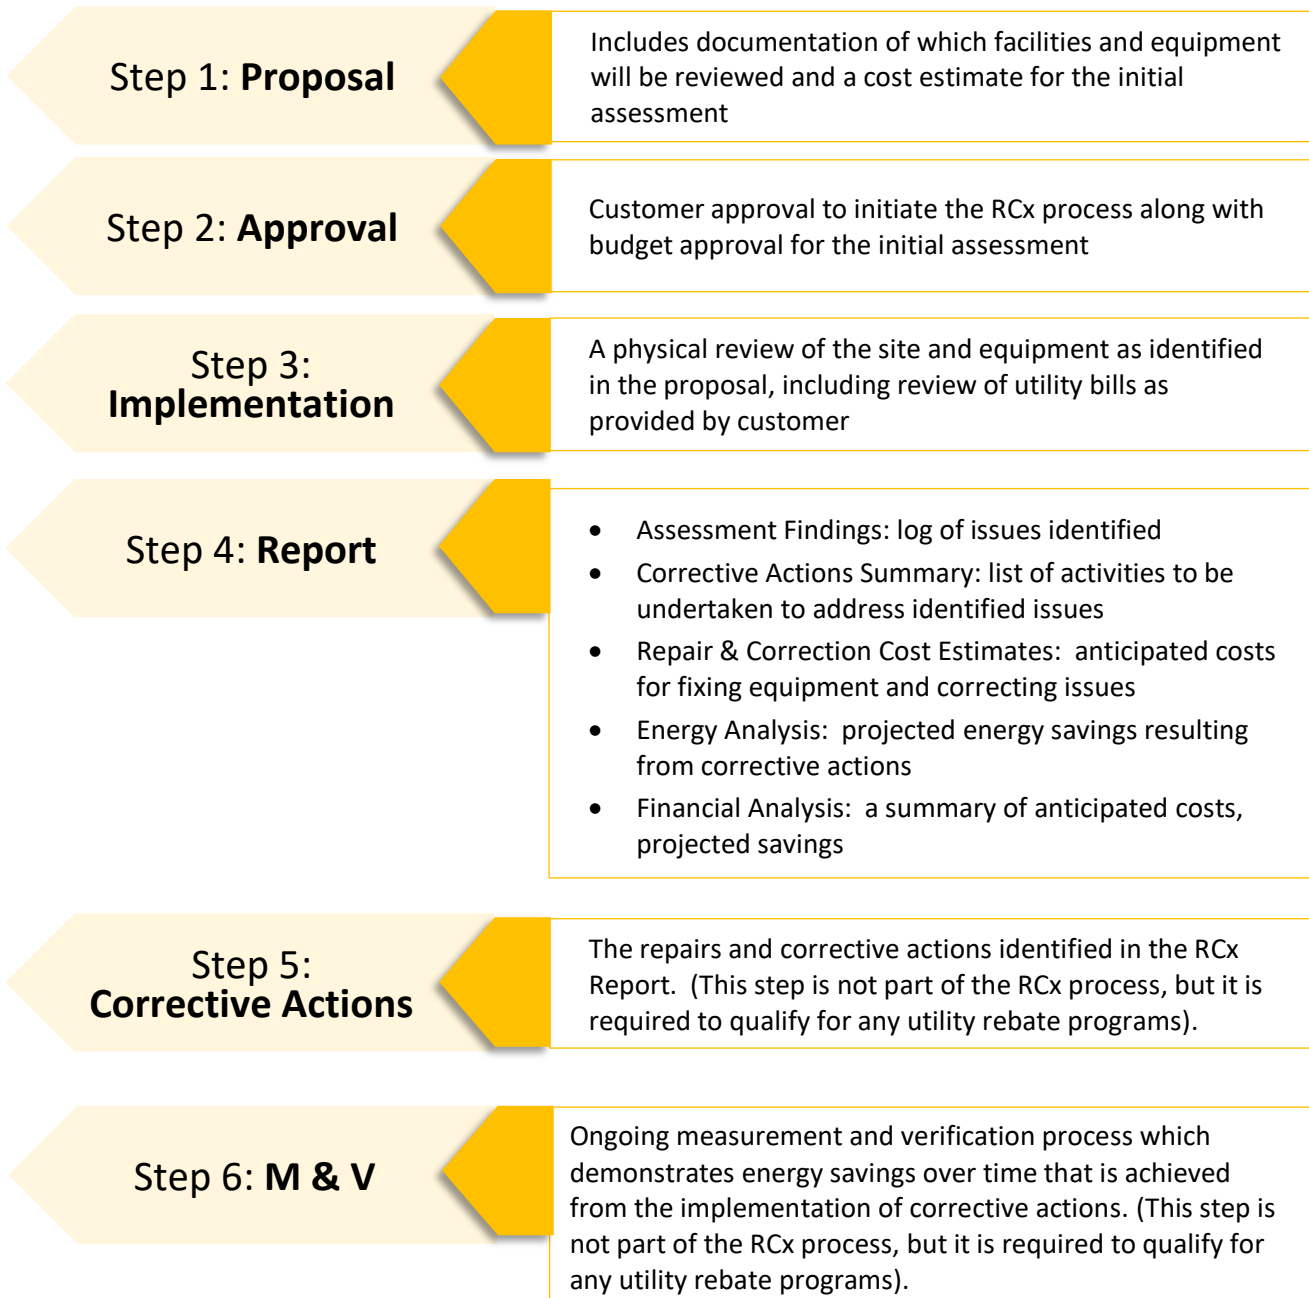 Step 1: Proposal
Includes documentation of which facilities and equipment
will be reviewed and a cost estimate for the initial
assessment
Step 2: Approval
Customer approval to initiate the RCx process along with
budget approval for the initial assessment
Step 3:
Implementation
A physical review of the site and equipment as identified
in the proposal, including review of utility bills as
provided by customer
Step 4: Report
• Assessment Findings: log of issues identified
• Corrective Actions Summary: list of activities to be
undertaken to address identified issues
• Repair & Correction Cost Estimates:  anticipated costs
for fixing equipment and correcting issues
• Energy Analysis:  projected energy savings resulting
from corrective actions
• Financial Analysis:  a summary of anticipated costs,
projected savings
Step 5:
Corrective Actions
The repairs and corrective actions identified in the RCx
Report.  (This step is not part of the RCx process, but it is
required to qualify for any utility rebate programs).
Step 6: M & V
Ongoing measurement and verification process which
demonstrates energy savings over time that is achieved
from the implementation of corrective actions. (This step is
not part of the RCx process, but it is required to qualify for
any utility rebate programs).